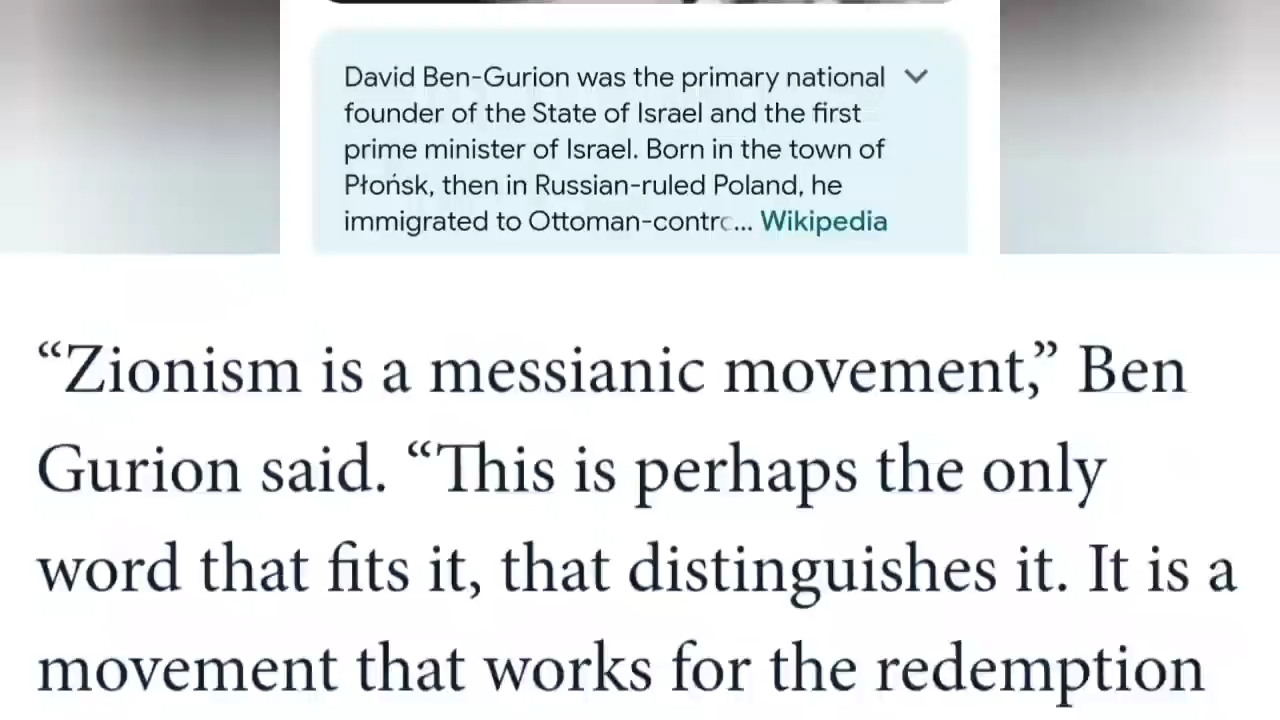 David Ben-Gurion was the primary national
founder of the State of Israel and the first
prime minister of Israel. Born in the town of
Płońsk, then in Russian-ruled Poland, he
immigrated to Ottoman-contrc... Wikipedia
“Zionism is a messianic movement,” Ben
Gurion said. “This is perhaps the only
word that fits it, that distinguishes it. It is a
movement that works for the redemption